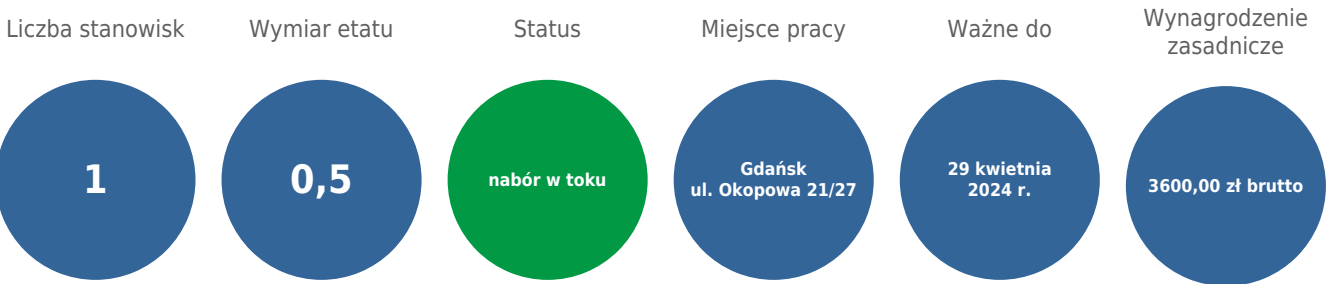 Liczba stanowisk
1
Wymiar etatu
0,5
Status
nabór w toku
Miejsce pracy
Gdańsk
ul. Okopowa 21/27
Ważne do
29 kwietnia
2024 r.
Wynagrodzenie
zasadnicze
3600,00 zł brutto